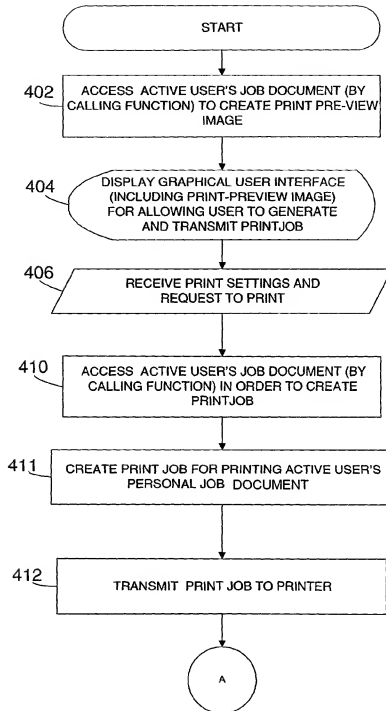 START
402
ACCESS ACTIVE USER'S JOB DOCUMENT (BY
CALLING FUNCTION) TO CREATE PRINT PRE-VIEW
IMAGE
404
DISPLAY GRAPHICAL USER INTERFACE
(INCLUDING PRINT-PREVIEW IMAGE)
FOR ALLOWING USER TO GENERATE
AND TRANSMIT PRINTJOB
406
RECEIVE PRINT SETTINGS AND
REQUEST TO PRINT
410
ACCESS ACTIVE USER'S JOB DOCUMENT (BY
CALLING FUNCTION) IN ORDER TO CREATE
PRINTJOB
411
CREATE PRINT JOB FOR PRINTING ACTIVE USER'S
PERSONAL JOB DOCUMENT
412
TRANSMIT PRINT JOB TO PRINTER
A